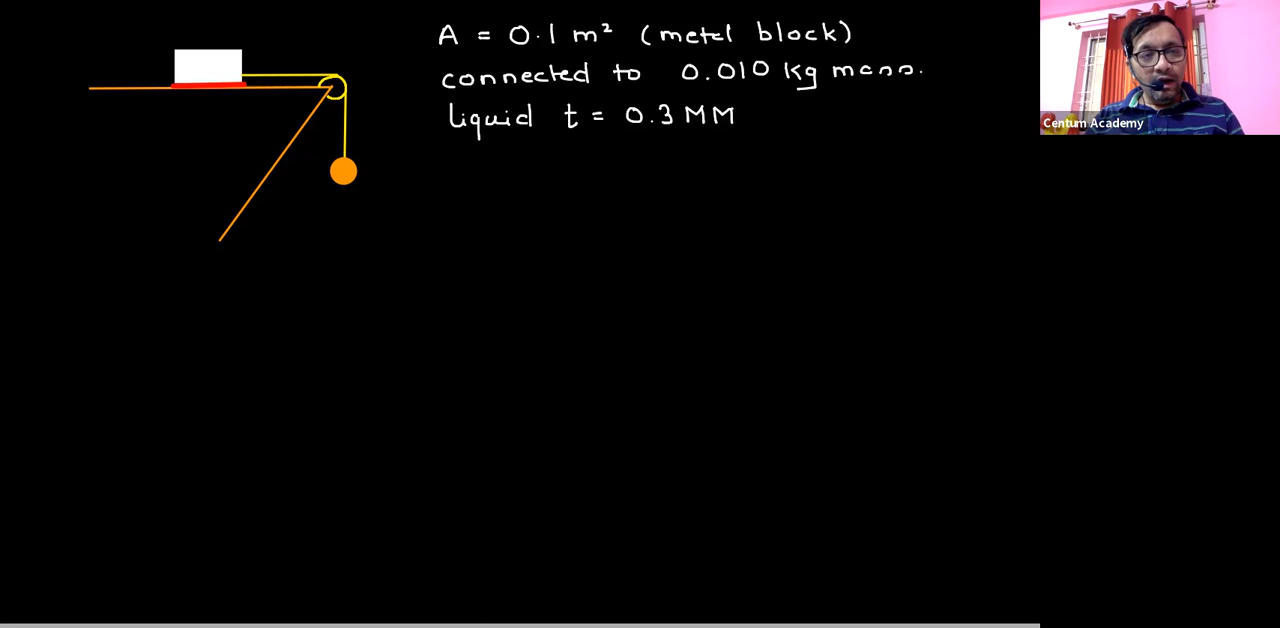 A = 0.1 m² (metal block)
connected to 0.010 kg mass.
liquid t = 0.3 MM
Centum Academy